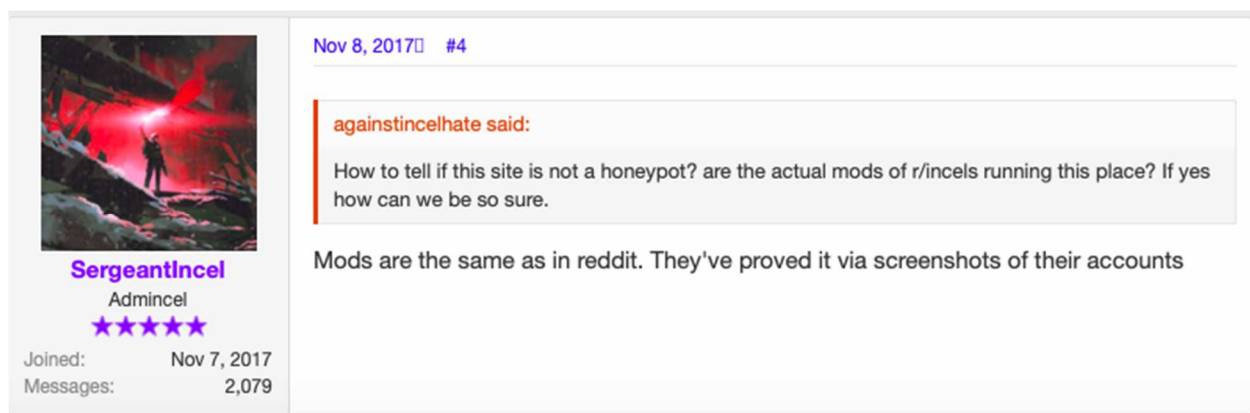 Nov 8, 2017▯ #4
againstincelhate said:
How to tell if this site is not a honeypot? are the actual mods of r/incels running this place? If yes
how can we be so sure.
Mods are the same as in reddit. They've proved it via screenshots of their accounts
SergeantIncel
Admincel
★★★★★
Joined: Nov 7, 2017
Messages: 2,079